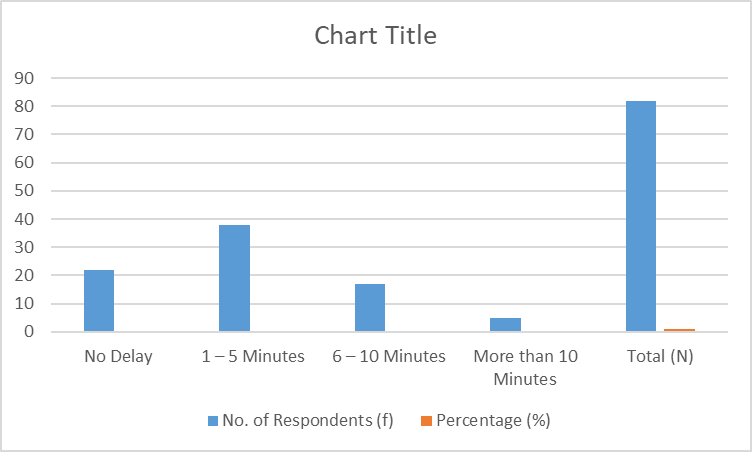 Chart Title
90
80
70
60
50
40
30
20
10
0
No Delay
1 – 5 Minutes
6 – 10 Minutes
More than 10
Minutes
Total (N)
No. of Respondents (f)
Percentage (%)